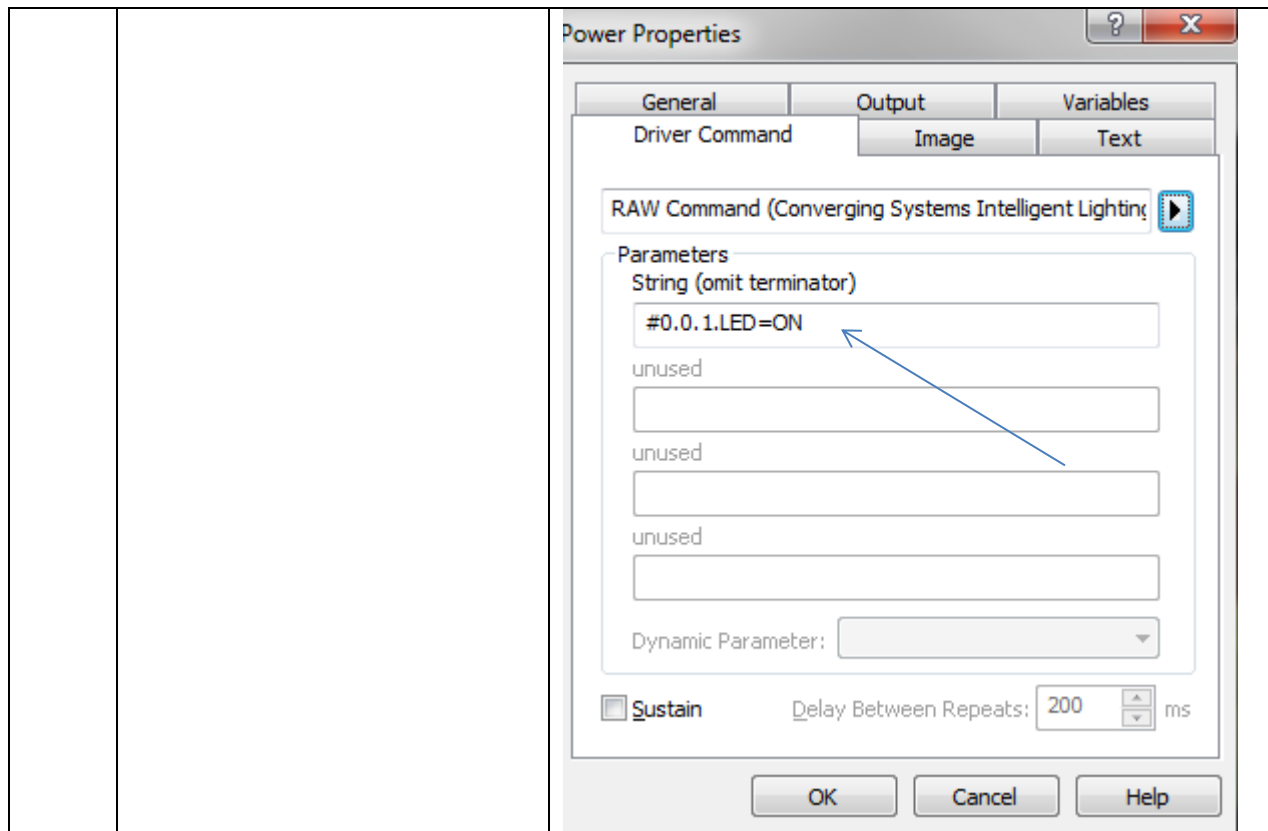 Power Properties
General Output Variables
Driver Command Image Text
RAW Command (Converging Systems Intelligent Lighting
Parameters
String (omit terminator)
#0.0.1.LED=ON
unused
unused
unused
Dynamic Parameter:
Sustain Delay Between Repeats: 200 ms
OK Cancel Help